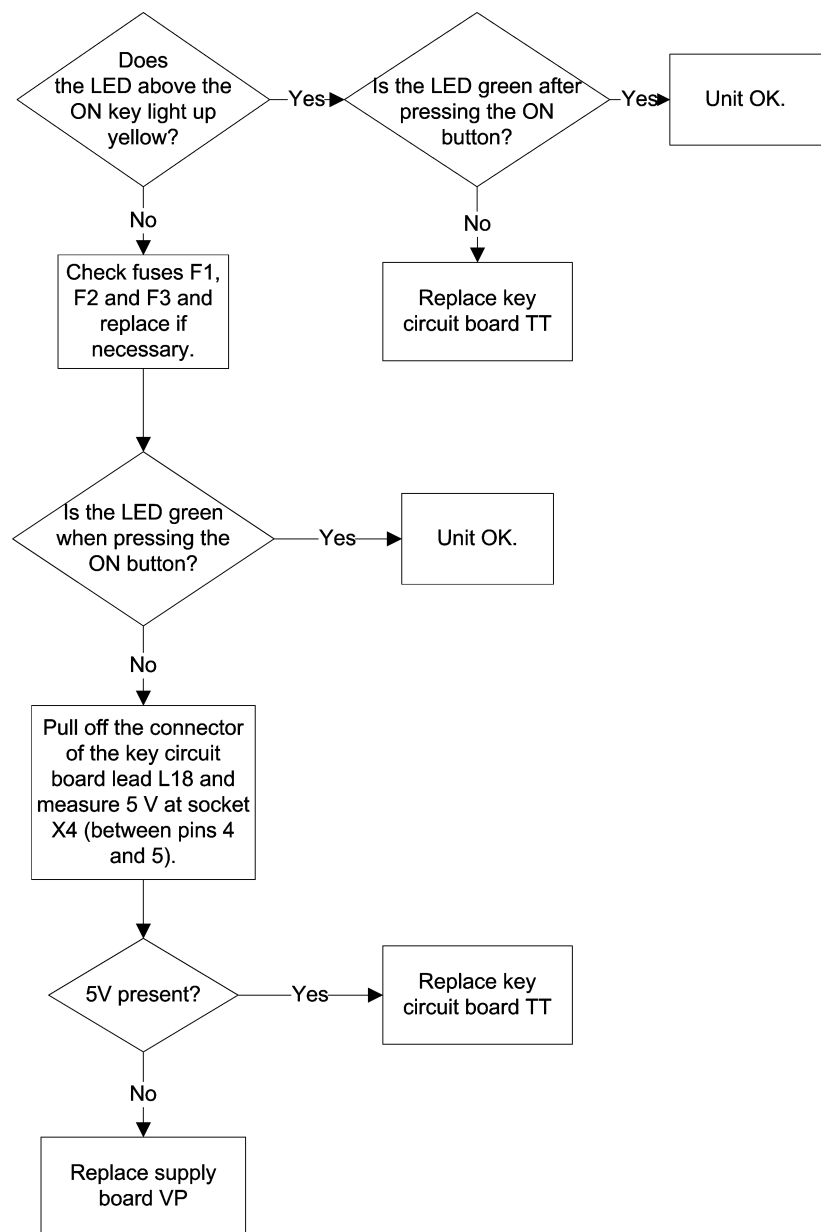 Does
the LED above the
ON key light up
yellow?
Yes
Is the LED green after
pressing the ON
button?
Yes
Unit OK.
No
No
Check fuses F1,
F2 and F3 and
replace if
necessary.
Replace key
circuit board TT
Is the LED green
when pressing the
ON button?
Yes
Unit OK.
No
Pull off the connector
of the key circuit
board lead L18 and
measure 5 V at socket
X4 (between pins 4
and 5).
5V present?
Yes
Replace key
circuit board TT
No
Replace supply
board VP